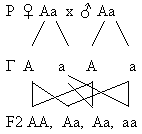 P ♀ Aa x ♂ Aa
Г A a A a
F2 AA, Aa, Aa, aa